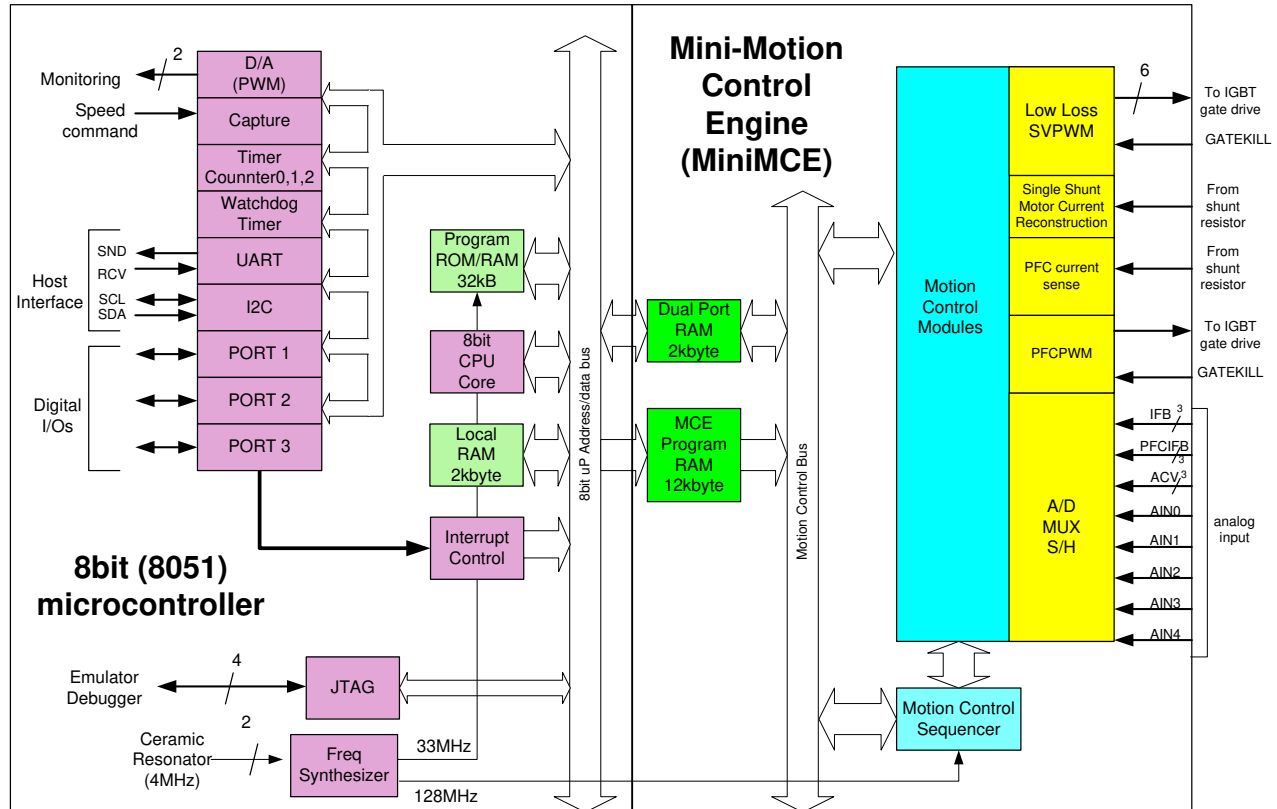 Mini-Motion
Control
Engine
(MiniMCE)
2
Monitoring
Speed
command
D/A
(PWM)
Capture
Timer
Counnter0,1,2
Watchdog
Timer
UART
I2C
PORT 1
PORT 2
PORT 3
Host
Interface
SND
RCV
SCL
SDA
Digital
I/Os
Program
ROM/RAM
32kB
8bit
CPU
Core
Local
RAM
2kbyte
Interrupt
Control
8bit (8051)
microcontroller
4
Emulator
Debugger
JTAG
2
Ceramic
Resonator
(4MHz)
Freq
Synthesizer
33MHz
128MHz
8bit uP Address/data bus
Dual Port
RAM
2kbyte
MCE
Program
RAM
12kbyte
Motion Control Bus
Motion
Control
Modules
Low Loss
SVPWM
Single Shunt
Motor Current
Reconstruction
PFC current
sense
PFCPWM
A/D
MUX
S/H
Motion Control
Sequencer
6
To IGBT
gate drive
GATEKILL
From
shunt
resistor
From
shunt
resistor
To IGBT
gate drive
GATEKILL
IFB 3
PFCIFB
3
ACV 3
AIN0
AIN1
AIN2
AIN3
AIN4
analog
input